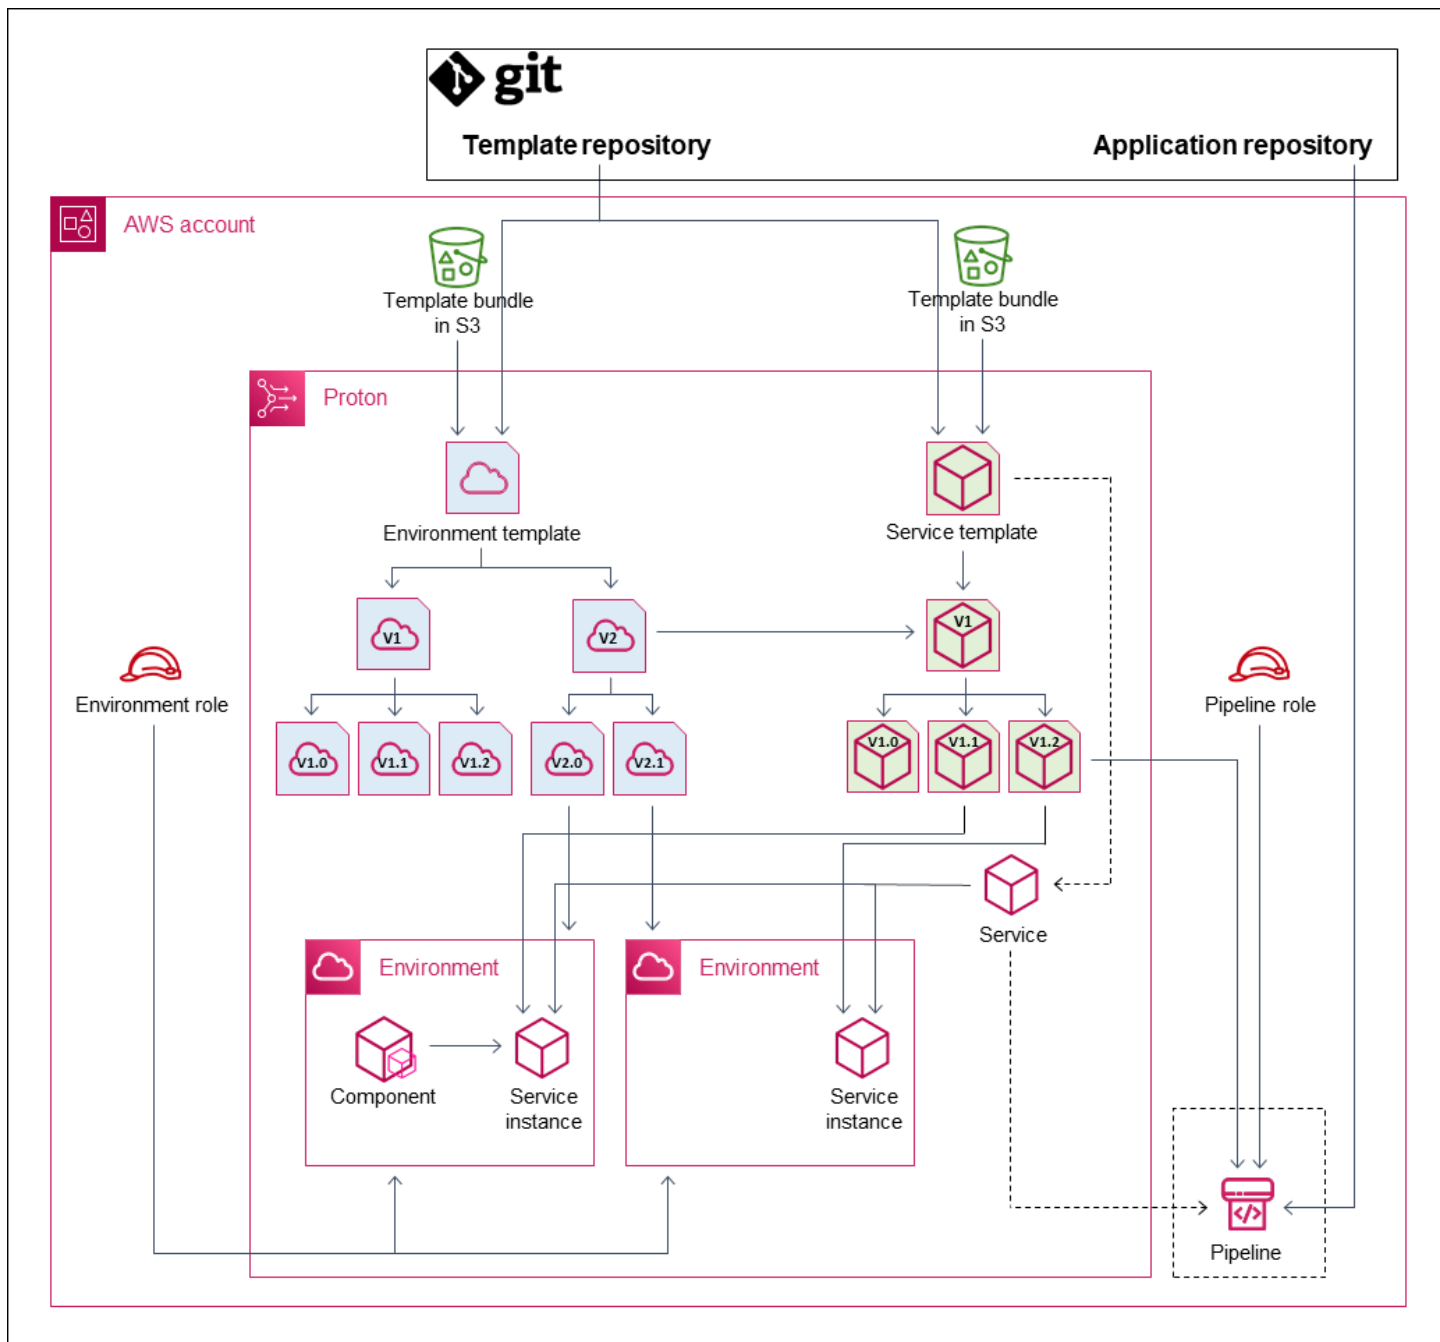 git
Template repository
Application repository
AWS account
Template bundle
in S3
Template bundle
in S3
Proton
Environment template
Service template
V1
V2
V1
Environment role
Pipeline role
V1.0
V1.1
V1.2
V2.0
V2.1
V1.0
V1.1
V1.2
Service
Environment
Environment
Component
Service
instance
Service
instance
Pipeline